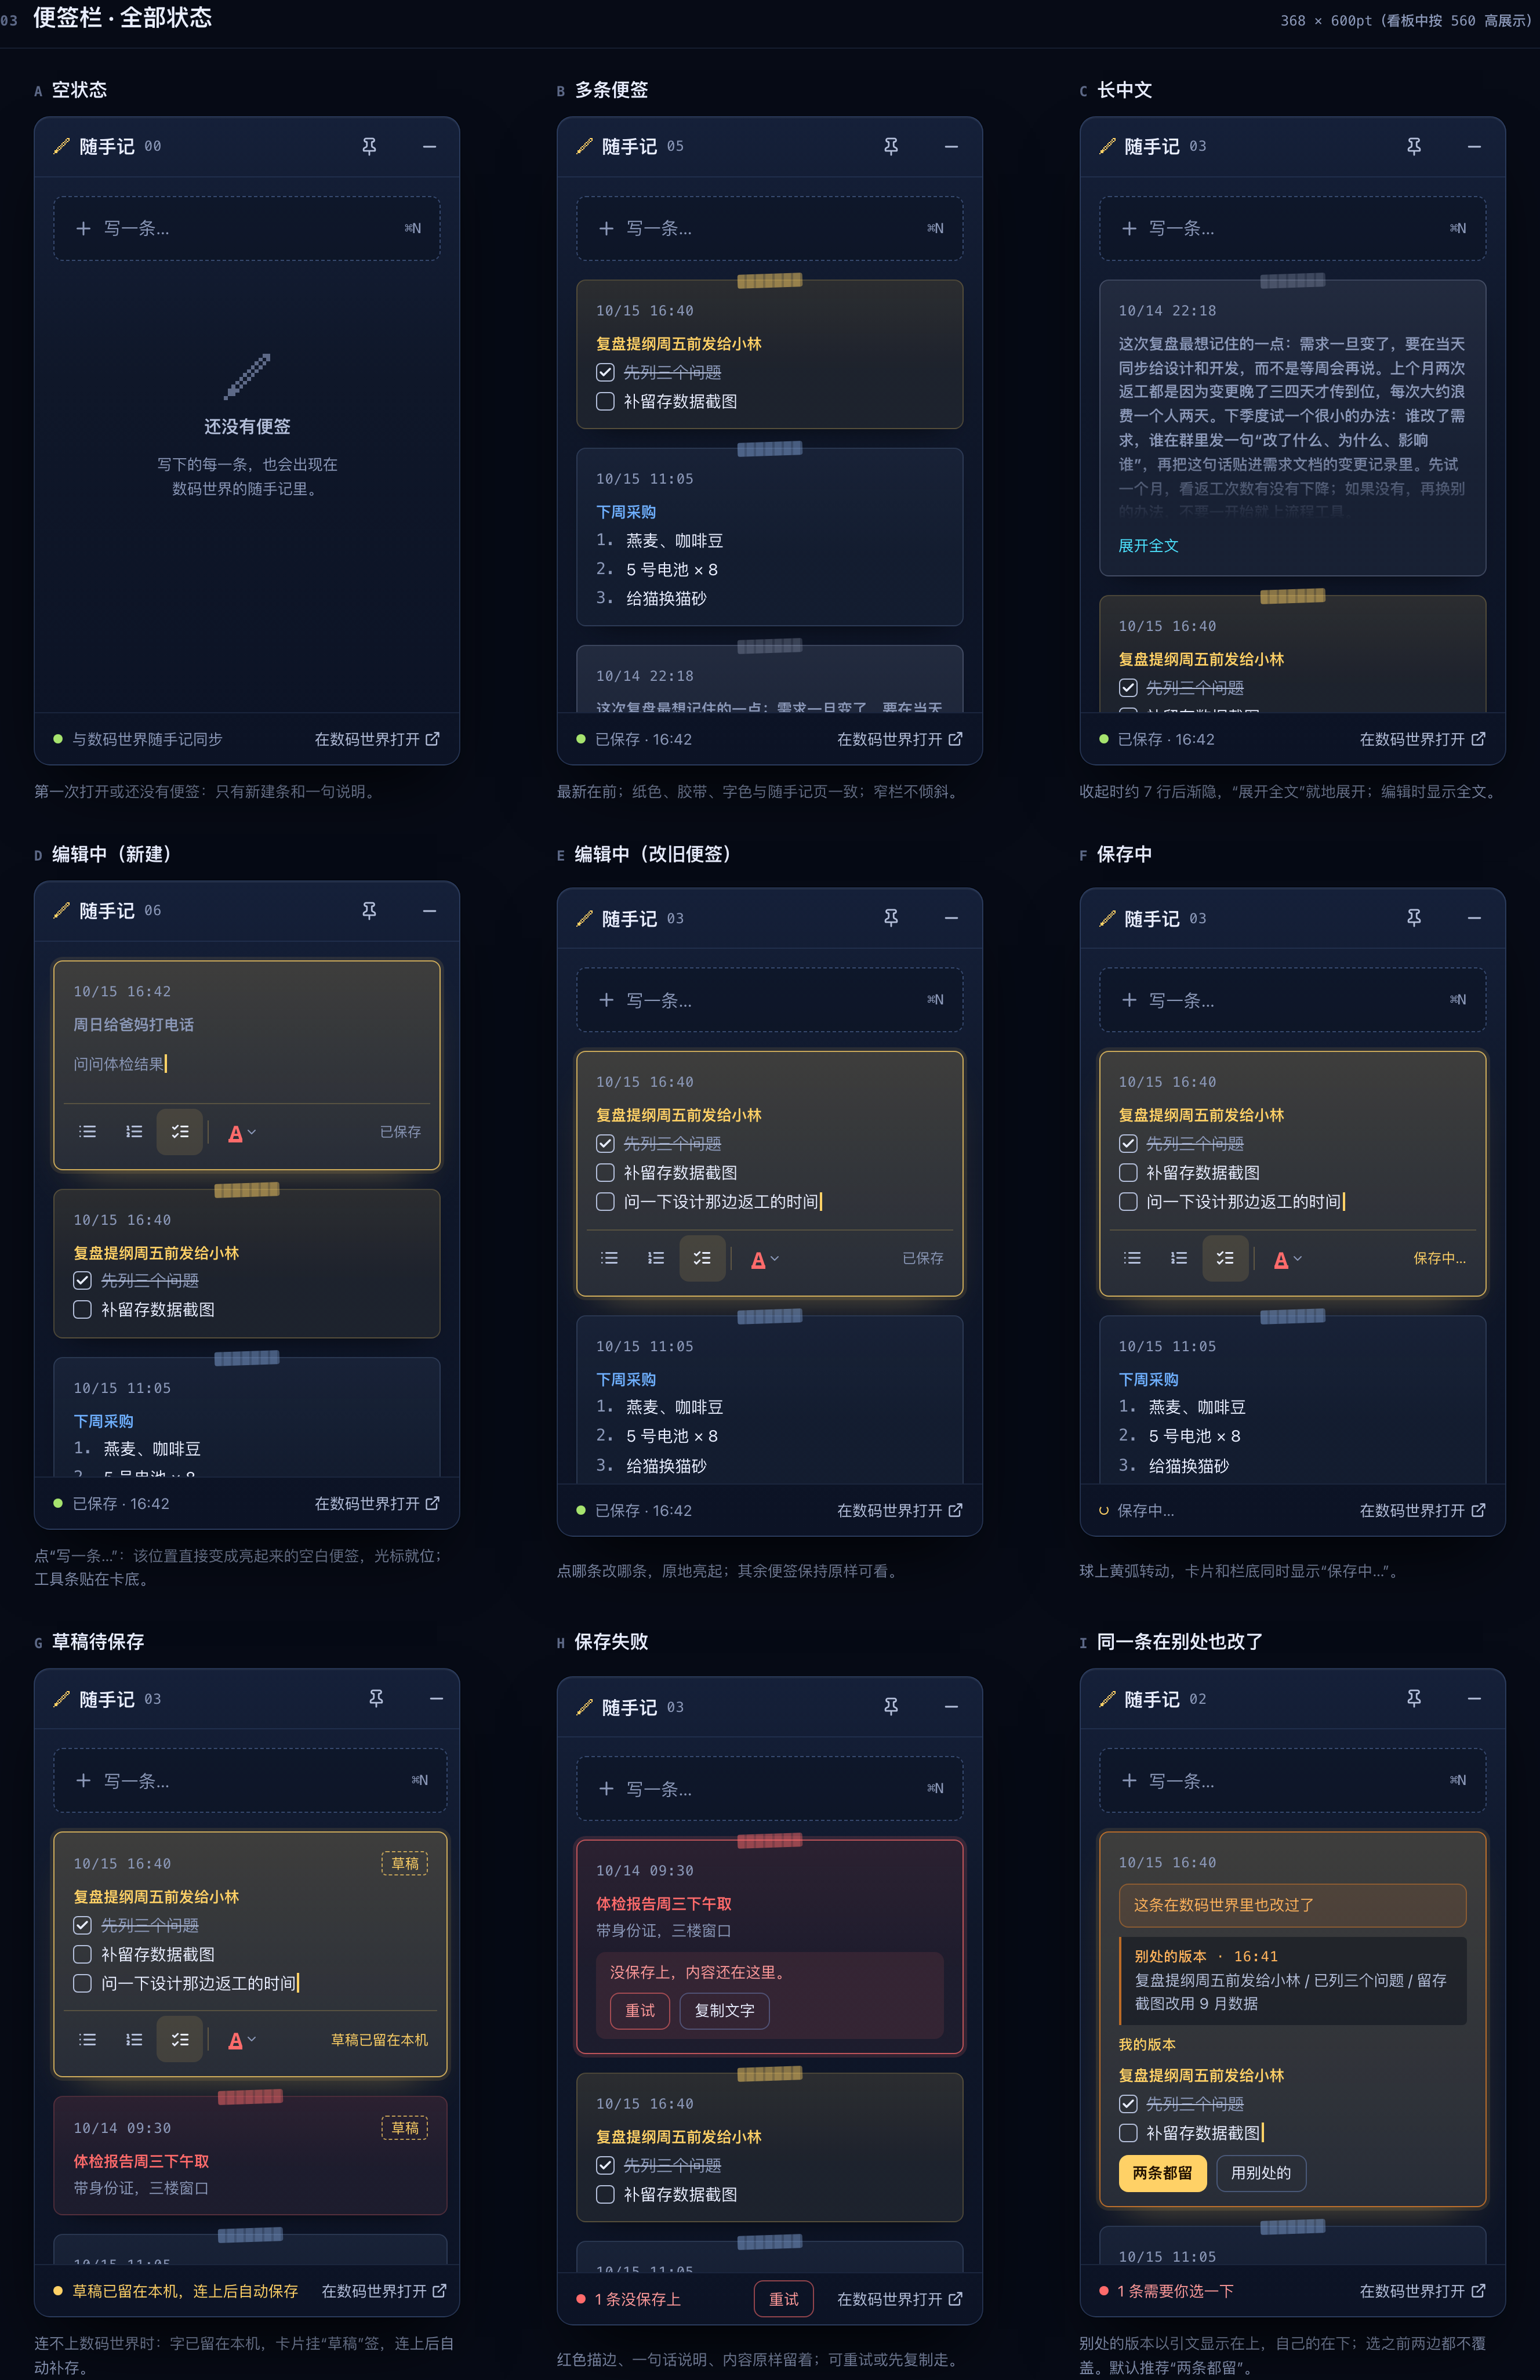 03 便签栏 · 全部状态
368 × 600pt (看板中按 560 高展示)
A 空状态
随手记 00
写一条… ⌘N
还没有便签
写下的每一条，也会出现在
数码世界的随手记里。
与数码世界随手记同步 在数码世界打开
第一次打开或还没有便签：只有新建条和一句说明。
B 多条便签
随手记 05
写一条… ⌘N
10/15 16:40
复盘提纲周五前发给小林
先列三个问题
补留存数据截图
10/15 11:05
下周采购
1. 燕麦、咖啡豆
2. 5 号电池 × 8
3. 给猫换猫砂
10/14 22:18
这次复盘最想记住的一点：需求一旦变了，要在当天
已保存 · 16:42 在数码世界打开
最新在前；纸色、胶带、字色与随手记页一致；窄栏不倾斜。
C 长中文
随手记 03
写一条… ⌘N
10/14 22:18
这次复盘最想记住的一点：需求一旦变了，要在当天
同步给设计和开发，而不是等周会再说。上个月两次
返工都是因为变更晚了三四天才传到位，每次大约浪
费一个人两天。下季度试一个很小的办法：谁改了需
求，谁在群里发一句“改了什么、为什么、影响
谁”，再把这句话贴进需求文档的变更记录里。先试
一个月，看返工次数有没有下降；如果没有，再换别
的办法，不要一开始就上流程工具。
展开全文
10/15 16:40
复盘提纲周五前发给小林
先列三个问题
补留存数据截图
已保存 · 16:42 在数码世界打开
收起时约 7 行后渐隐，“展开全文”就地展开；编辑时显示全文。
D 编辑中（新建）
随手记 06
10/15 16:42
周日给爸妈打电话
问问体检结果
A 已保存
10/15 16:40
复盘提纲周五前发给小林
先列三个问题
补留存数据截图
10/15 11:05
下周采购
1. 燕麦、咖啡豆
2. 5 号电池 × 8
已保存 · 16:42 在数码世界打开
点“写一条…”：该位置直接变成亮起来的空白便签，光标就位；
工具条贴在卡底。
E 编辑中（改旧便签）
随手记 03
写一条… ⌘N
10/15 16:40
复盘提纲周五前发给小林
先列三个问题
补留存数据截图
问一下设计那边返工的时间
A 已保存
10/15 11:05
下周采购
1. 燕麦、咖啡豆
2. 5 号电池 × 8
3. 给猫换猫砂
已保存 · 16:42 在数码世界打开
点哪条改哪条，原地亮起；其余便签保持原样可看。
F 保存中
随手记 03
写一条… ⌘N
10/15 16:40
复盘提纲周五前发给小林
先列三个问题
补留存数据截图
问一下设计那边返工的时间
A 保存中…
10/15 11:05
下周采购
1. 燕麦、咖啡豆
2. 5 号电池 × 8
3. 给猫换猫砂
保存中… 在数码世界打开
球上黄弧转动，卡片和栏底同时显示“保存中…”。
G 草稿待保存
随手记 03
写一条… ⌘N
10/15 16:40 草稿
复盘提纲周五前发给小林
先列三个问题
补留存数据截图
问一下设计那边返工的时间
A 草稿已留在本机
10/14 09:30 草稿
体检报告周三下午取
带身份证，三楼窗口
10/15 11:05
草稿已留在本机，连上后自动保存 在数码世界打开
连不上数码世界时：字已留在本机，卡片挂“草稿”签，连上后自
动补存。
H 保存失败
随手记 03
写一条… ⌘N
10/14 09:30
体检报告周三下午取
带身份证，三楼窗口
没保存上，内容还在这里。
重试 复制文字
10/15 16:40
复盘提纲周五前发给小林
先列三个问题
补留存数据截图
10/15 11:05
1 条没保存上 重试 在数码世界打开
红色描边、一句话说明、内容原样留着；可重试或先复制走。
I 同一条在别处也改了
随手记 02
写一条… ⌘N
10/15 16:40
这条在数码世界里也改过了
别处的版本 · 16:41
复盘提纲周五前发给小林 / 已列三个问题 / 留存
截图改用 9 月数据
我的版本
复盘提纲周五前发给小林
先列三个问题
补留存数据截图
两条都留 用别处的
10/15 11:05
1 条需要你选一下 在数码世界打开
别处的版本以引文显示在上，自己的在下；选之前两边都不覆
盖。默认推荐“两条都留”。